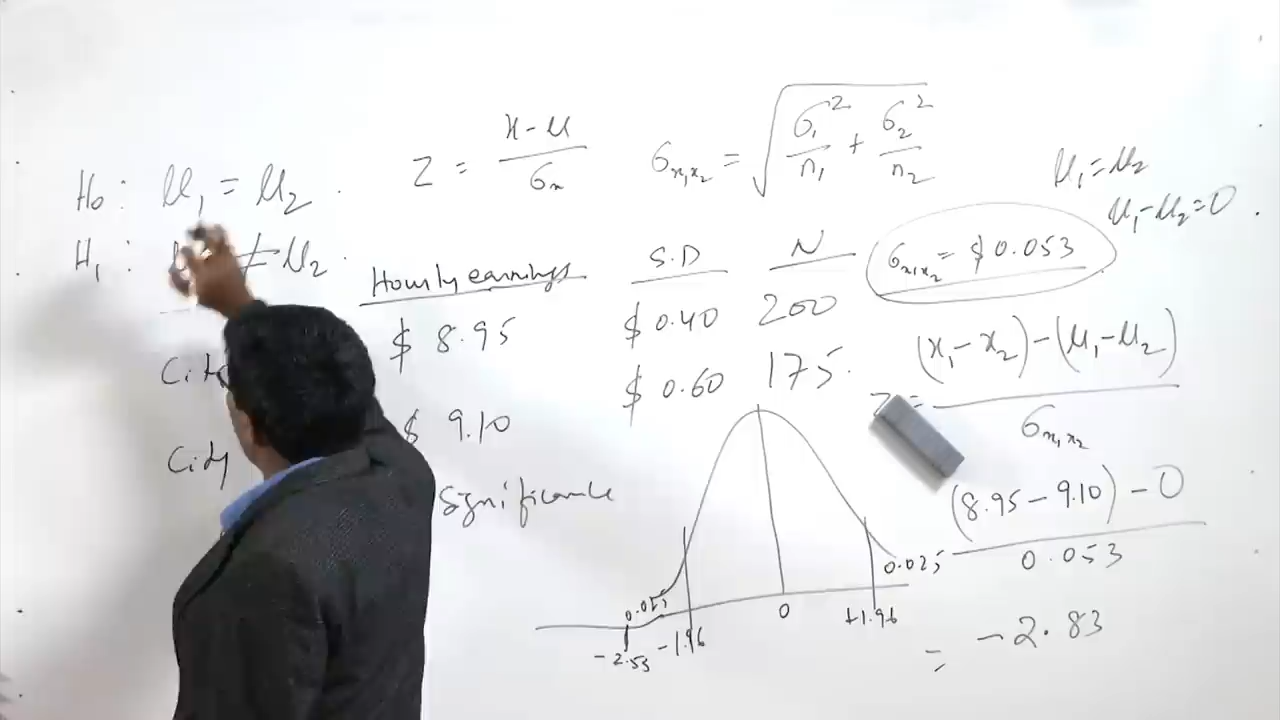 H0 : μ1 = μ2 .
H1 : μ ≠ μ2 .
Z = x - μ / σx
σx1x2 = √ σ1² / n1 + σ2² / n2
μ1 = μ2
μ1 - μ2 = 0
σx1x2 = $ 0.053
Hourly earnings S.D N
City $ 8.95 $ 0.40 200
City $ 9.10 $ 0.60 175.
Significance
Z = (x1 - x2) - (μ1 - μ2) / σx1x2
(8.95 - 9.10) - 0 / 0.053
= -2.83
0.025 0.025
-2.53 -1.96 0 +1.96